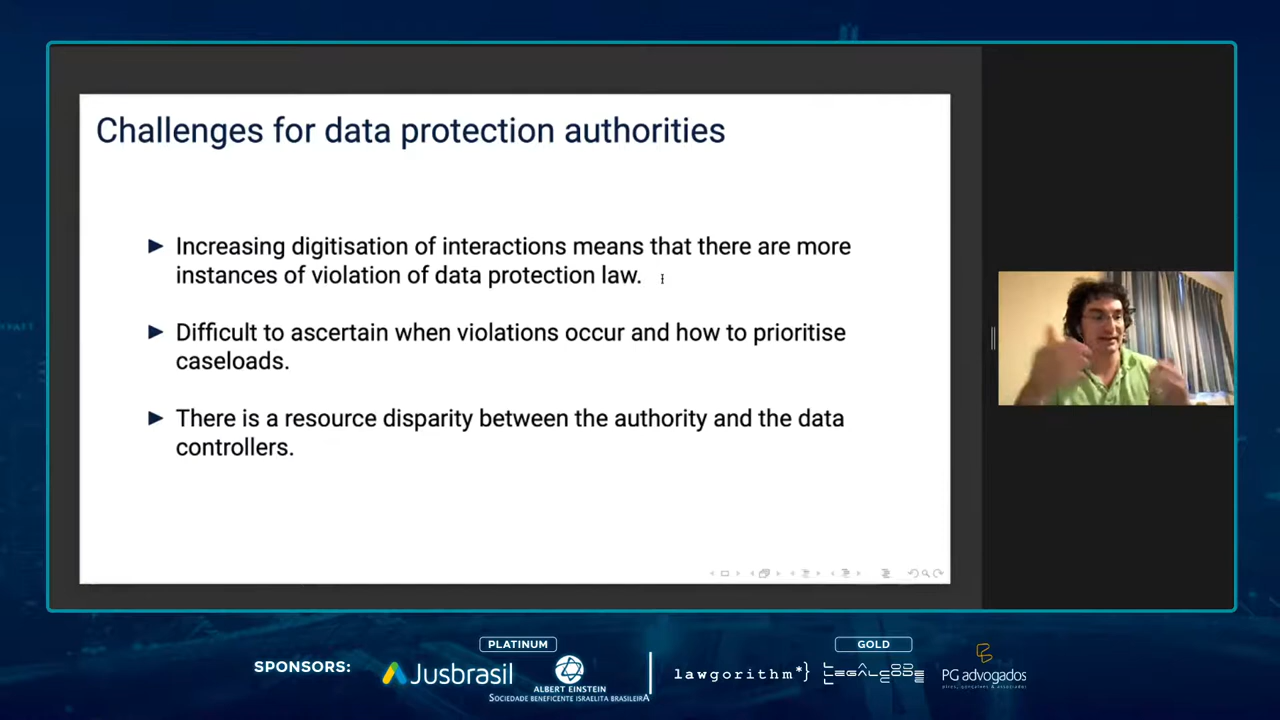 Challenges for data protection authorities
Increasing digitisation of interactions means that there are more
instances of violation of data protection law.
Difficult to ascertain when violations occur and how to prioritise
caseloads.
There is a resource disparity between the authority and the data
controllers.
SPONSORS:
PLATINUM
Jusbrasil
ALBERT EINSTEIN
SOCIEDADE BENEFICENTE ISRAELITA BRASILEIRA
lawgorithm*}
GOLD
LEGALCODE
PG advogados